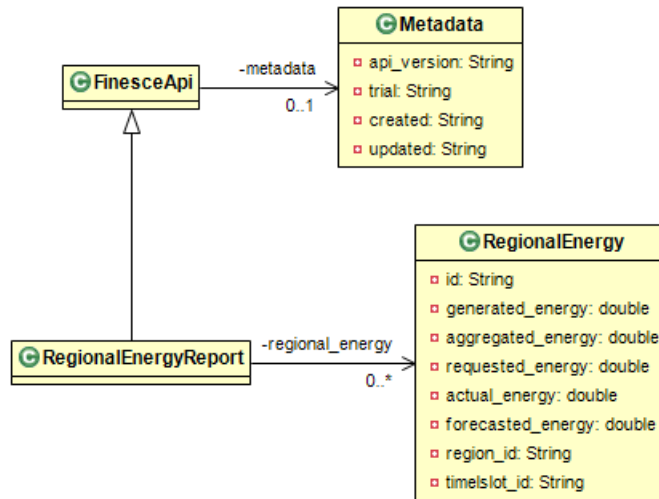 C Metadata
api_version: String
trial: String
created: String
updated: String
C FinesceApi
-metadata
0..1
C RegionalEnergy
id: String
generated_energy: double
aggregated_energy: double
requested_energy: double
actual_energy: double
forecasted_energy: double
region_id: String
timelslot_id: String
C RegionalEnergyReport
-regional_energy
0..*